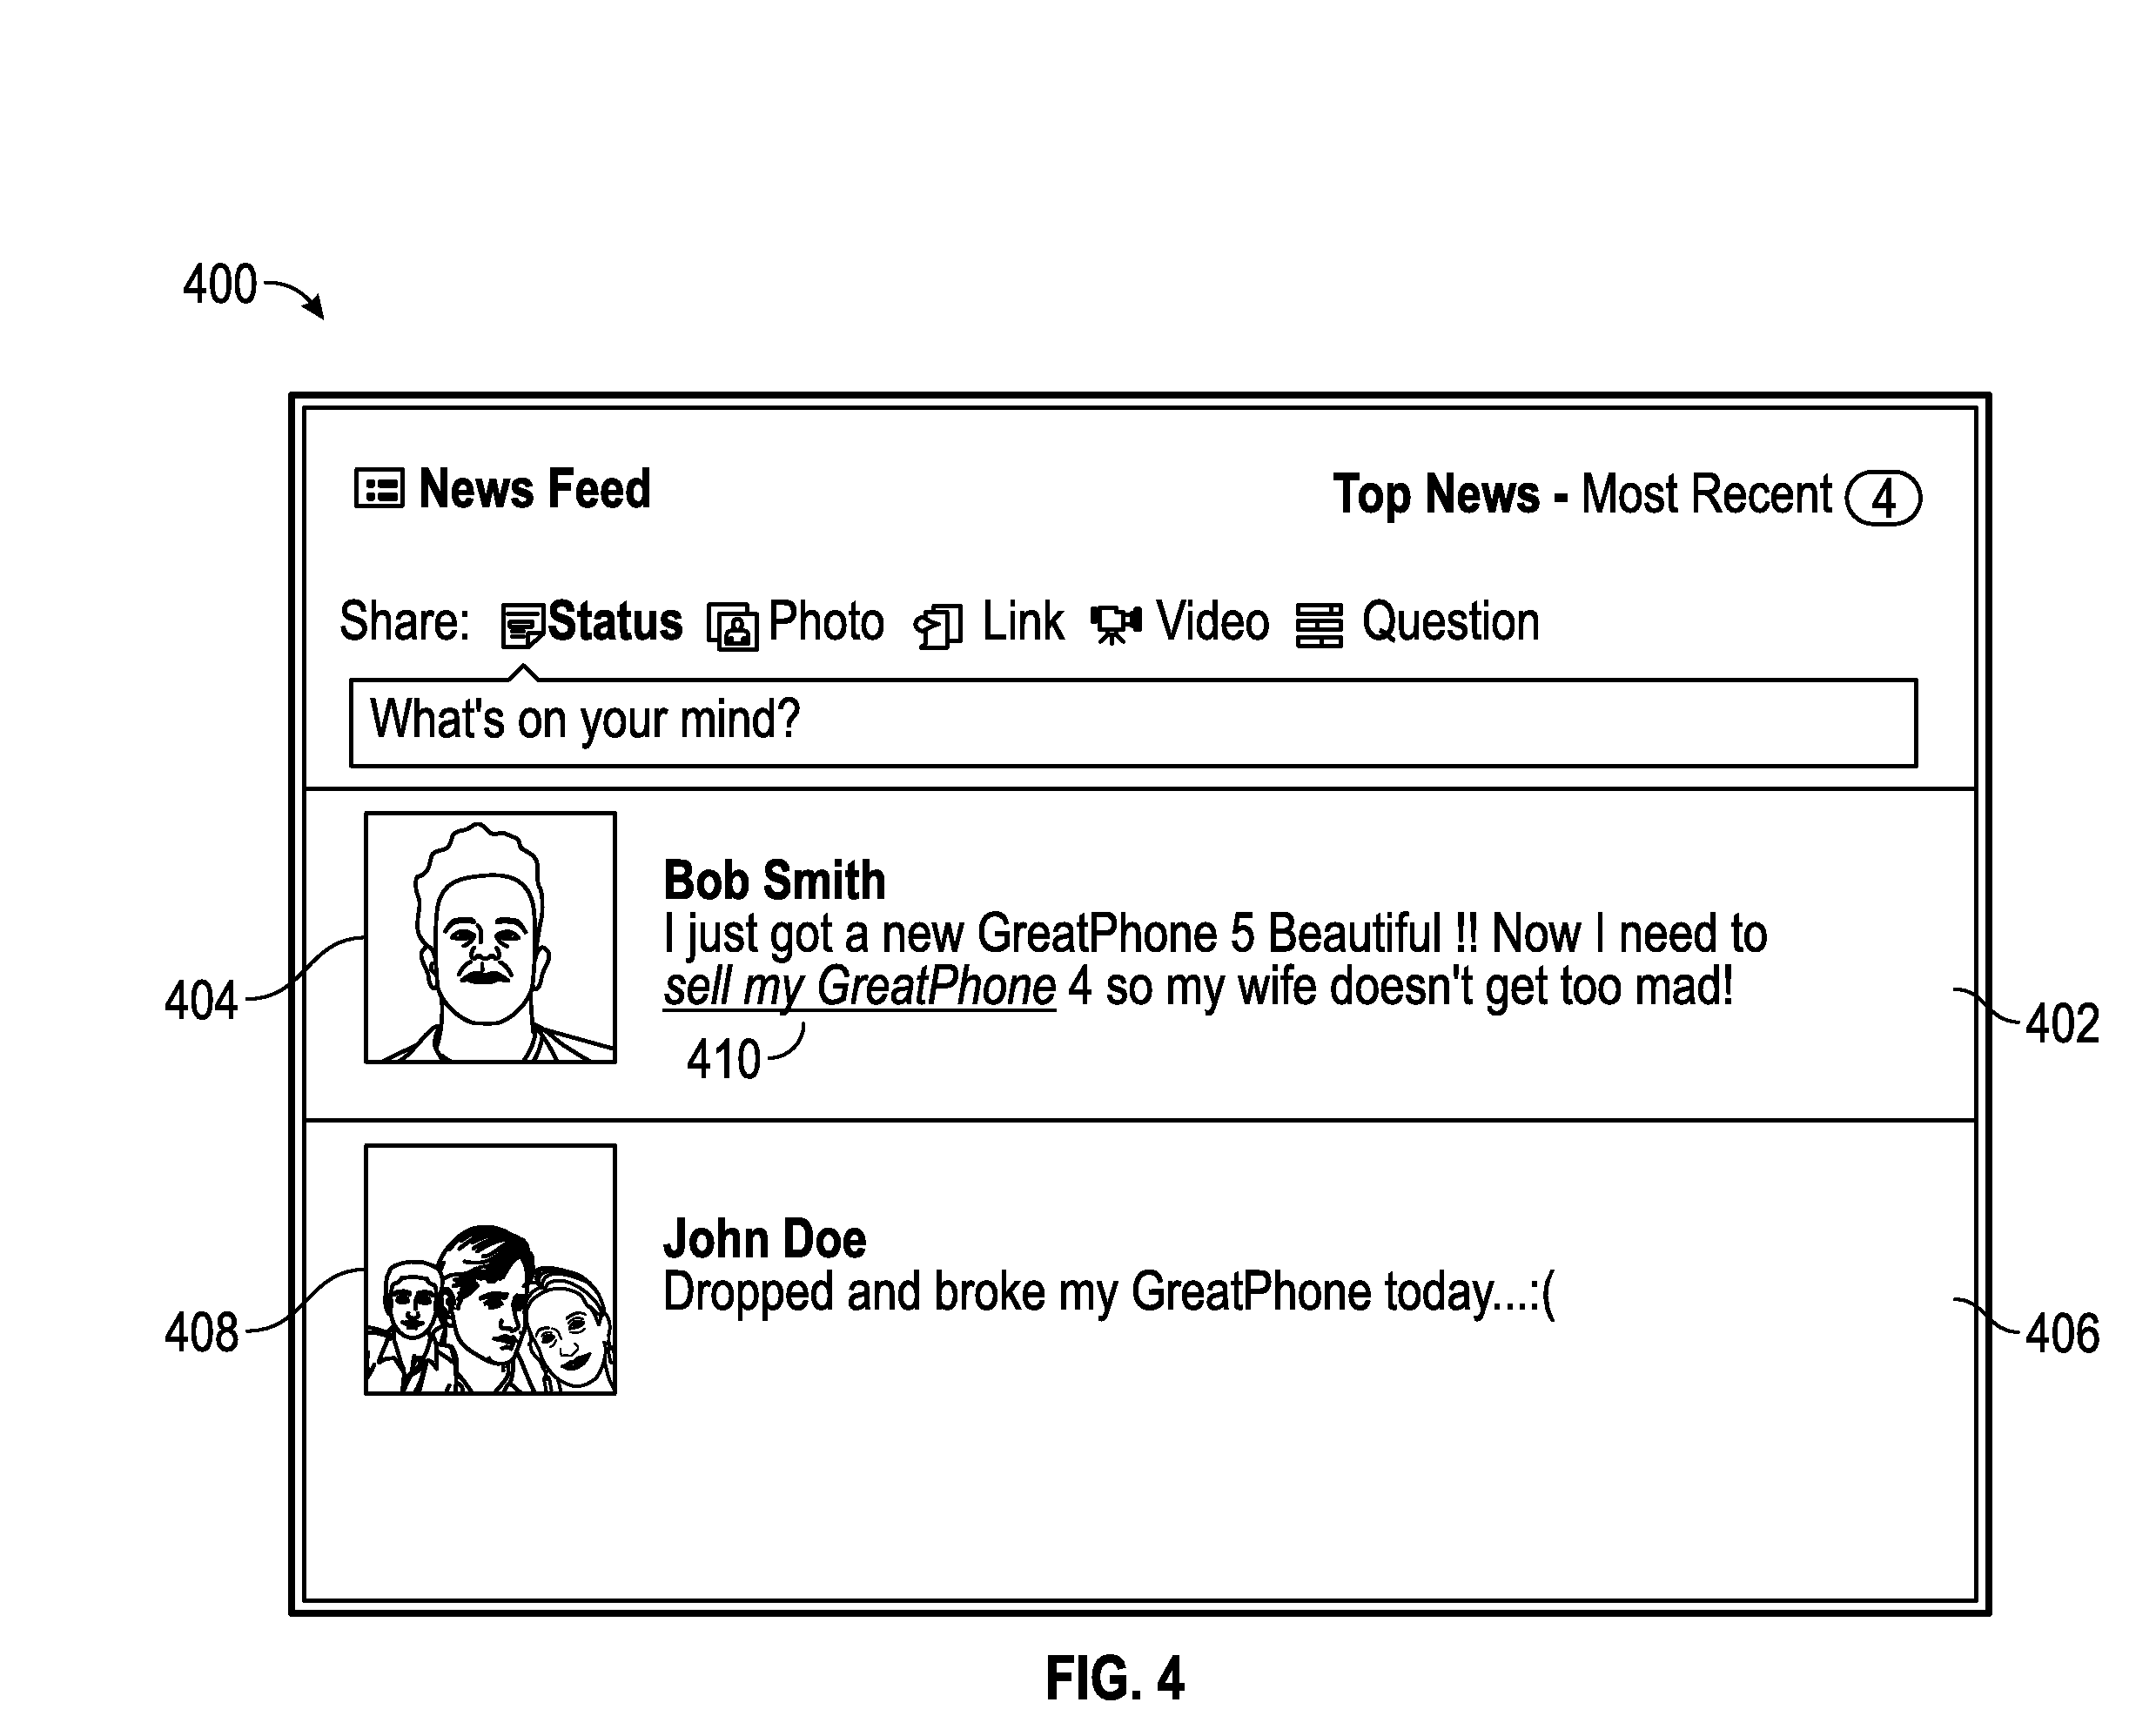 400
News Feed
Top News - Most Recent 4
Share: Status Photo Link Video Question
What's on your mind?
Bob Smith
I just got a new GreatPhone 5 Beautiful !! Now I need to
sell my GreatPhone 4 so my wife doesn't get too mad!
404
402
410
John Doe
Dropped and broke my GreatPhone today...:(
408
406
FIG. 4